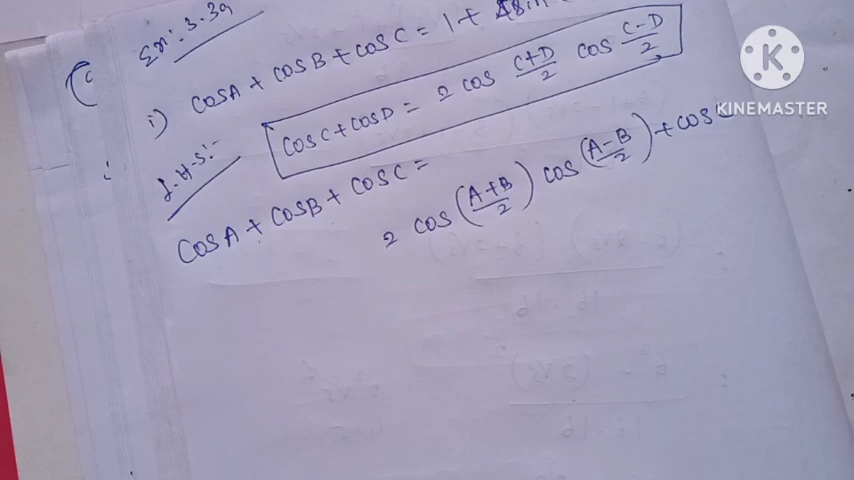 Ex:- 3.39
i) cosA + cosB + cosC = 1 + 4sin
cosC + cosD = 2 cos (C+D)/2 cos (C-D)/2
L.H.S:-
cosA + cosB + cosC =
2 cos((A+B)/2) cos((A-B)/2) + cos
KINEMASTER